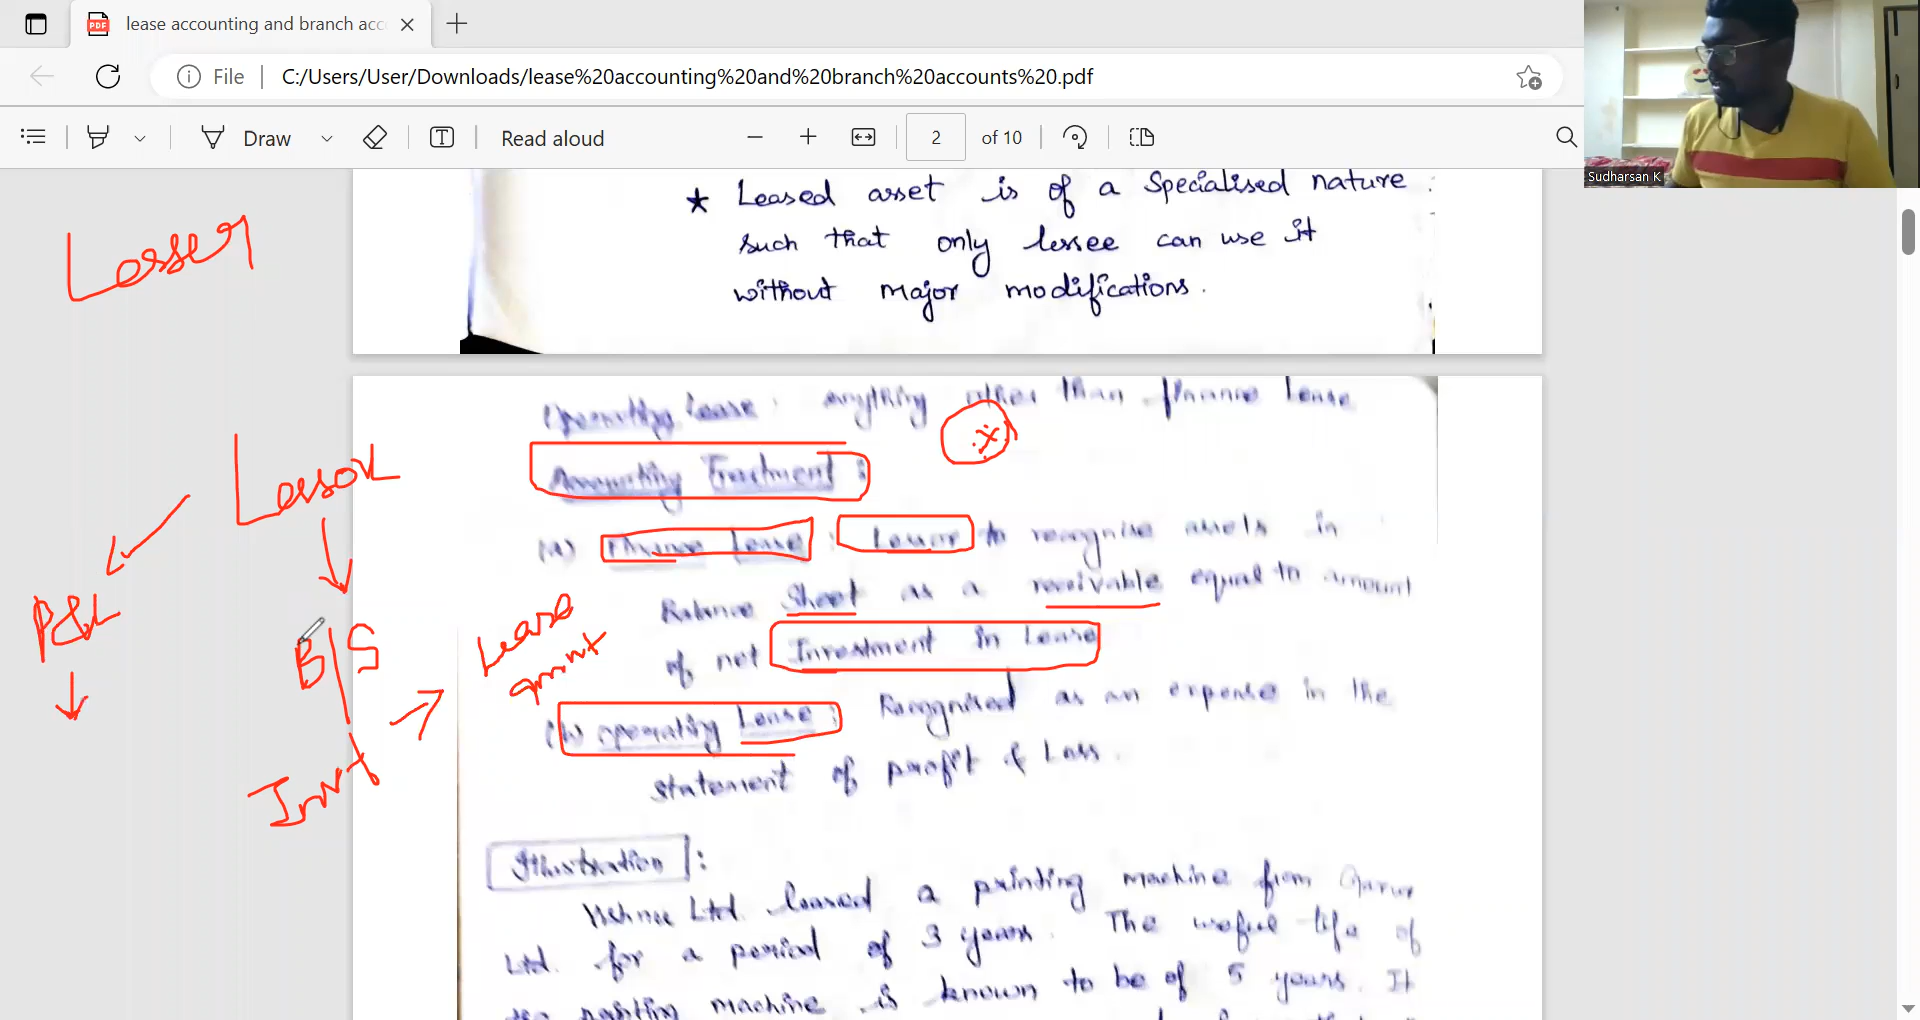 lease accounting and branch acc
File
C:/Users/User/Downloads/lease%20accounting%20and%20branch%20accounts%20.pdf
Draw
Read aloud
2 of 10
Sudharsan K
★ Leased asset is of a Specialised nature
such that only lessee can use it
without major modifications.
Operating Lease: anything other than finance lease
Accounting Treatment:
(a) Finance Lease: Lessor to recognise assets in
Balance Sheet as a receivable equal to amount
of net Investment in Lease
(b) operating Lease: Recognised as an expense in the
statement of profit & Loss.
Illustration:
Ltd. leased a printing machine from
Ltd. for a period of 3 years. The useful life of
machine is known to be of 5 years. It
Lesser
Lessor
P&L
B/S
Invt
Lease